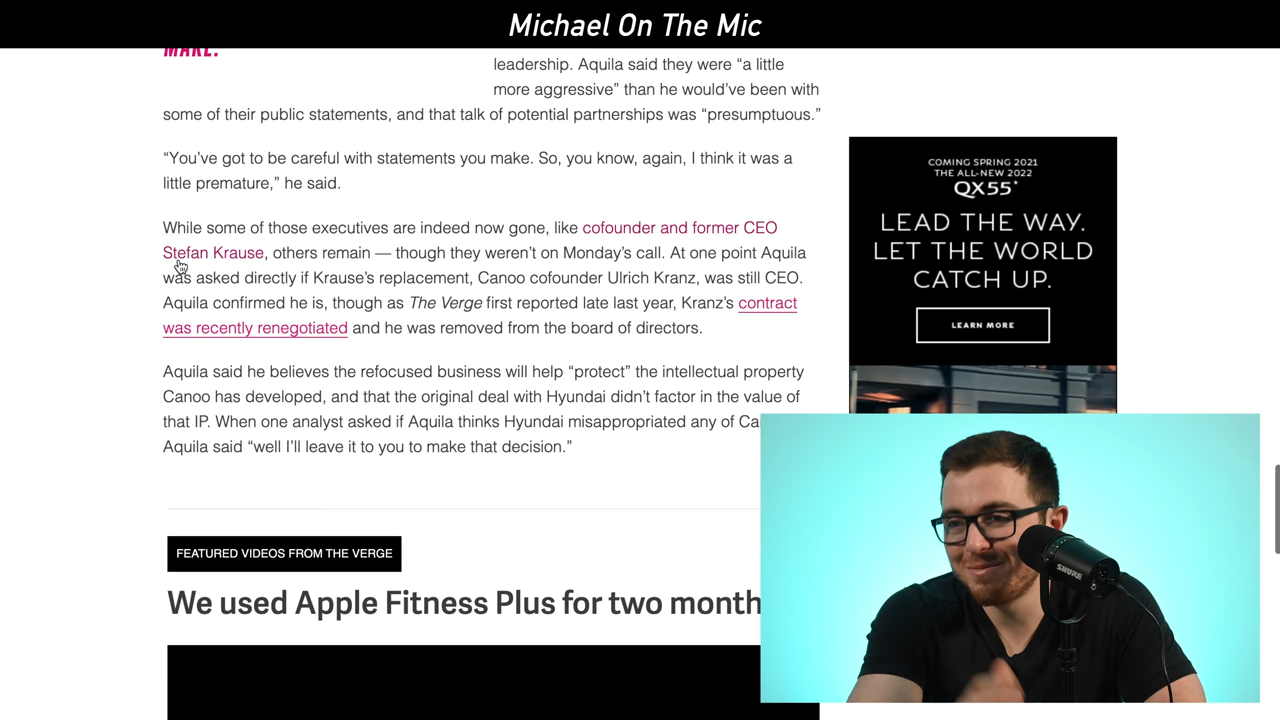 Michael On The Mic
MAKE.
leadership. Aquila said they were “a little
more aggressive” than he would’ve been with
some of their public statements, and that talk of potential partnerships was “presumptuous.”
“You’ve got to be careful with statements you make. So, you know, again, I think it was a
little premature,” he said.
While some of those executives are indeed now gone, like cofounder and former CEO
Stefan Krause, others remain — though they weren’t on Monday’s call. At one point Aquila
was asked directly if Krause’s replacement, Canoo cofounder Ulrich Kranz, was still CEO.
Aquila confirmed he is, though as The Verge first reported late last year, Kranz’s contract
was recently renegotiated and he was removed from the board of directors.
Aquila said he believes the refocused business will help “protect” the intellectual property
Canoo has developed, and that the original deal with Hyundai didn’t factor in the value of
that IP. When one analyst asked if Aquila thinks Hyundai misappropriated any of Ca
Aquila said “well I’ll leave it to you to make that decision.”
FEATURED VIDEOS FROM THE VERGE
We used Apple Fitness Plus for two month
COMING SPRING 2021
THE ALL-NEW 2022
QX55*
LEAD THE WAY.
LET THE WORLD
CATCH UP.
LEARN MORE
SHURE